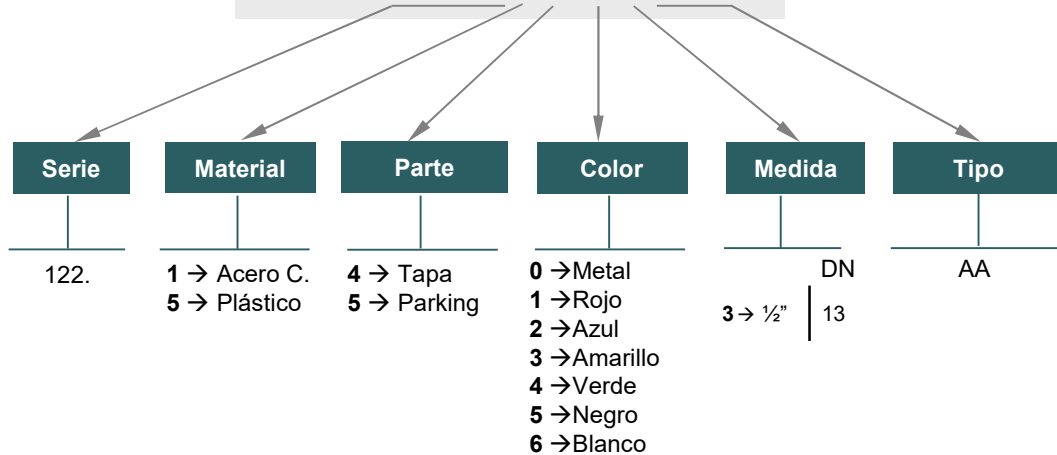 Serie
Material
Parte
Color
Medida
Tipo
122.
1 → Acero C.
5 → Plástico
4 → Tapa
5 → Parking
0 →Metal
1 →Rojo
2 →Azul
3 →Amarillo
4 →Verde
5 →Negro
6 →Blanco
DN
3 → ½” 13
AA